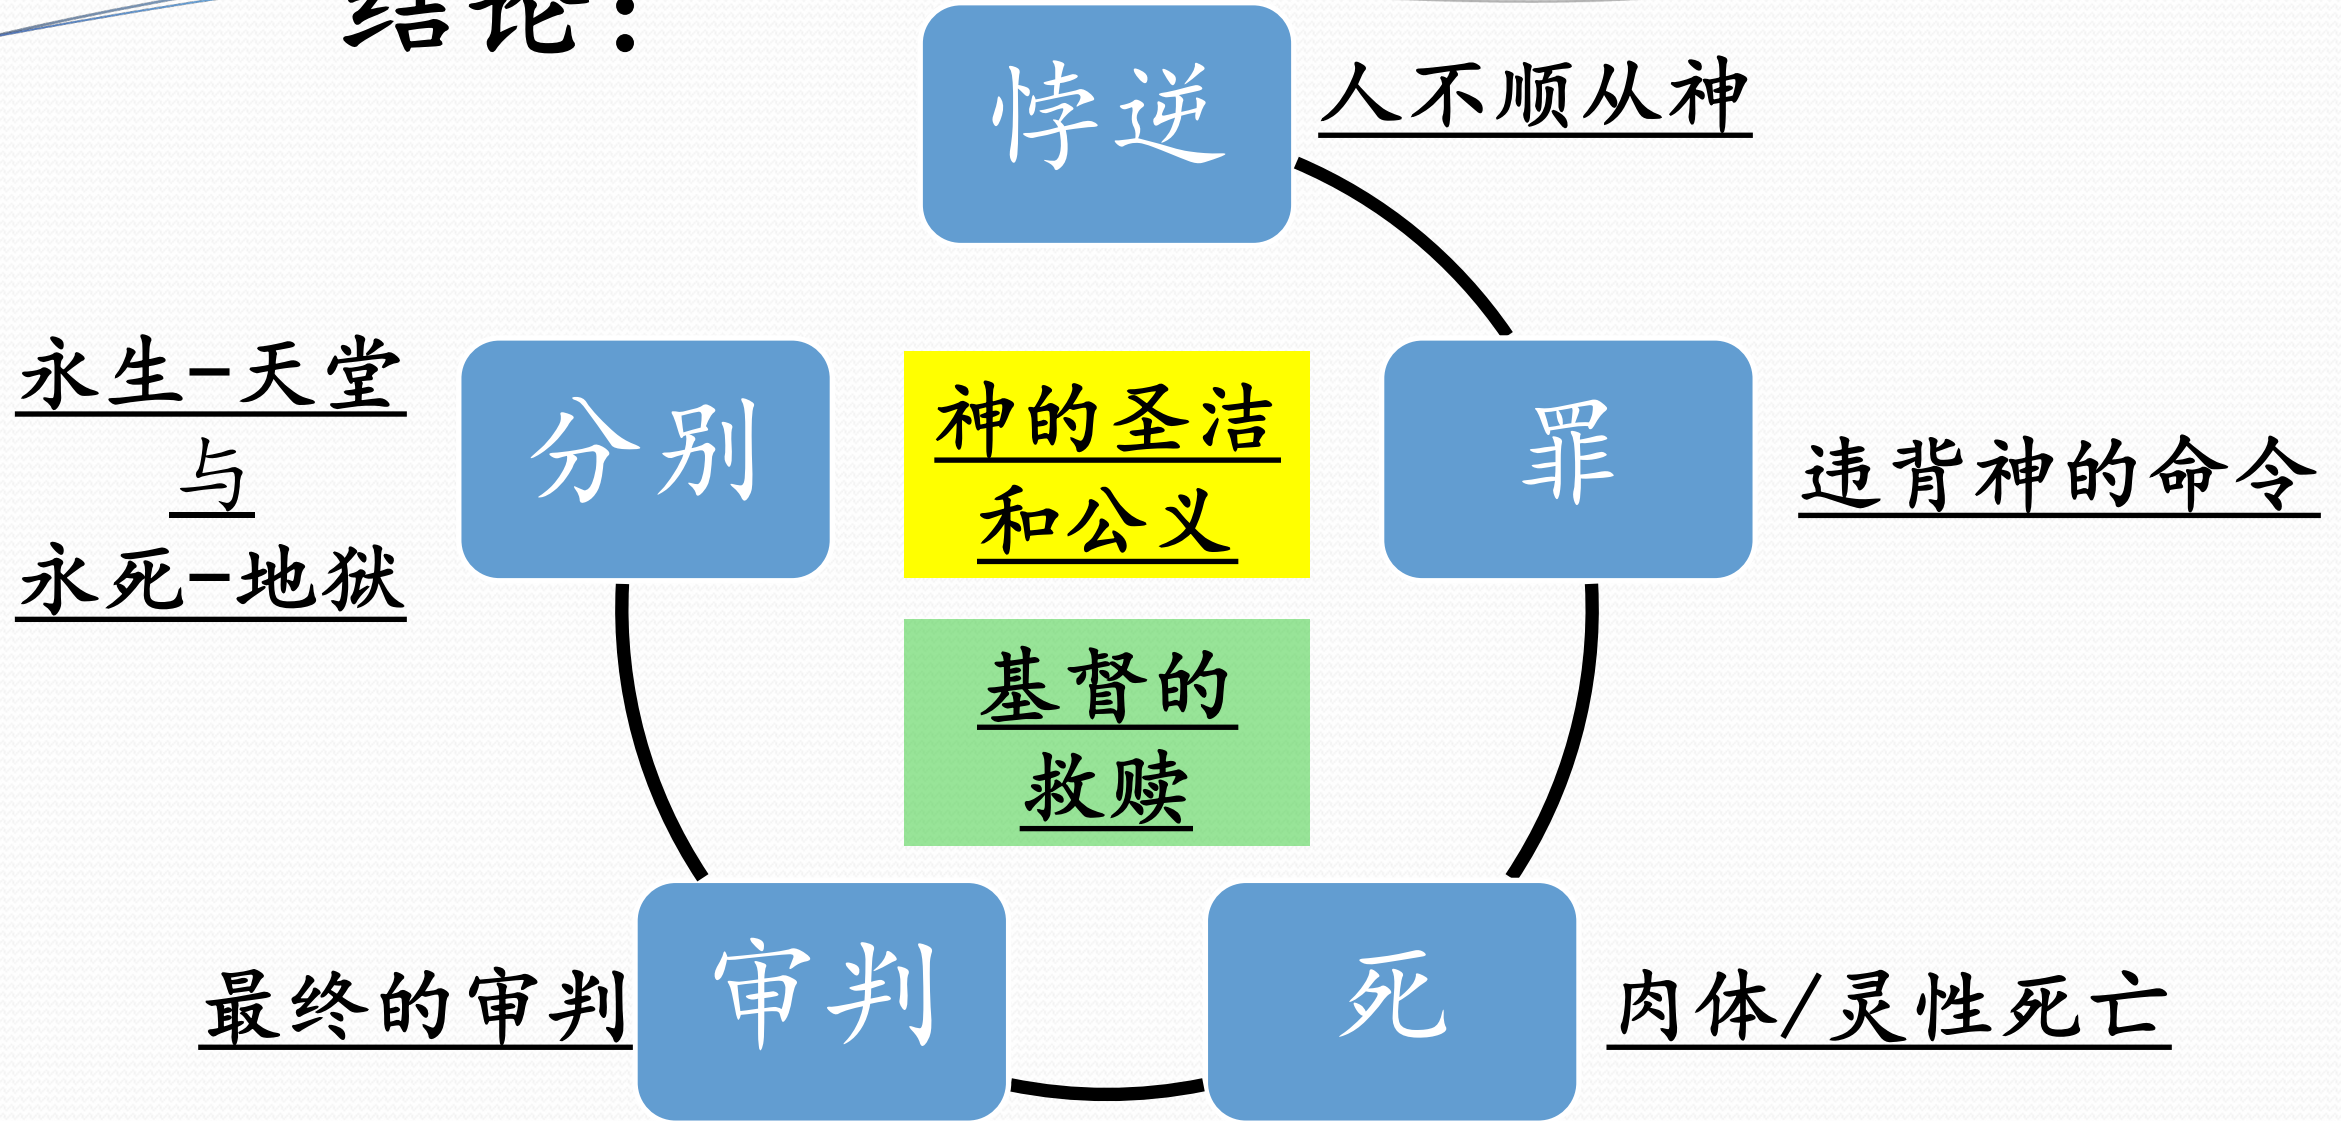 结论：
悖逆
人不顺从神
永生-天堂
与
永死-地狱
分别
神的圣洁
和公义
罪
违背神的命令
基督的
救赎
最终的审判
审判
死
肉体/灵性死亡